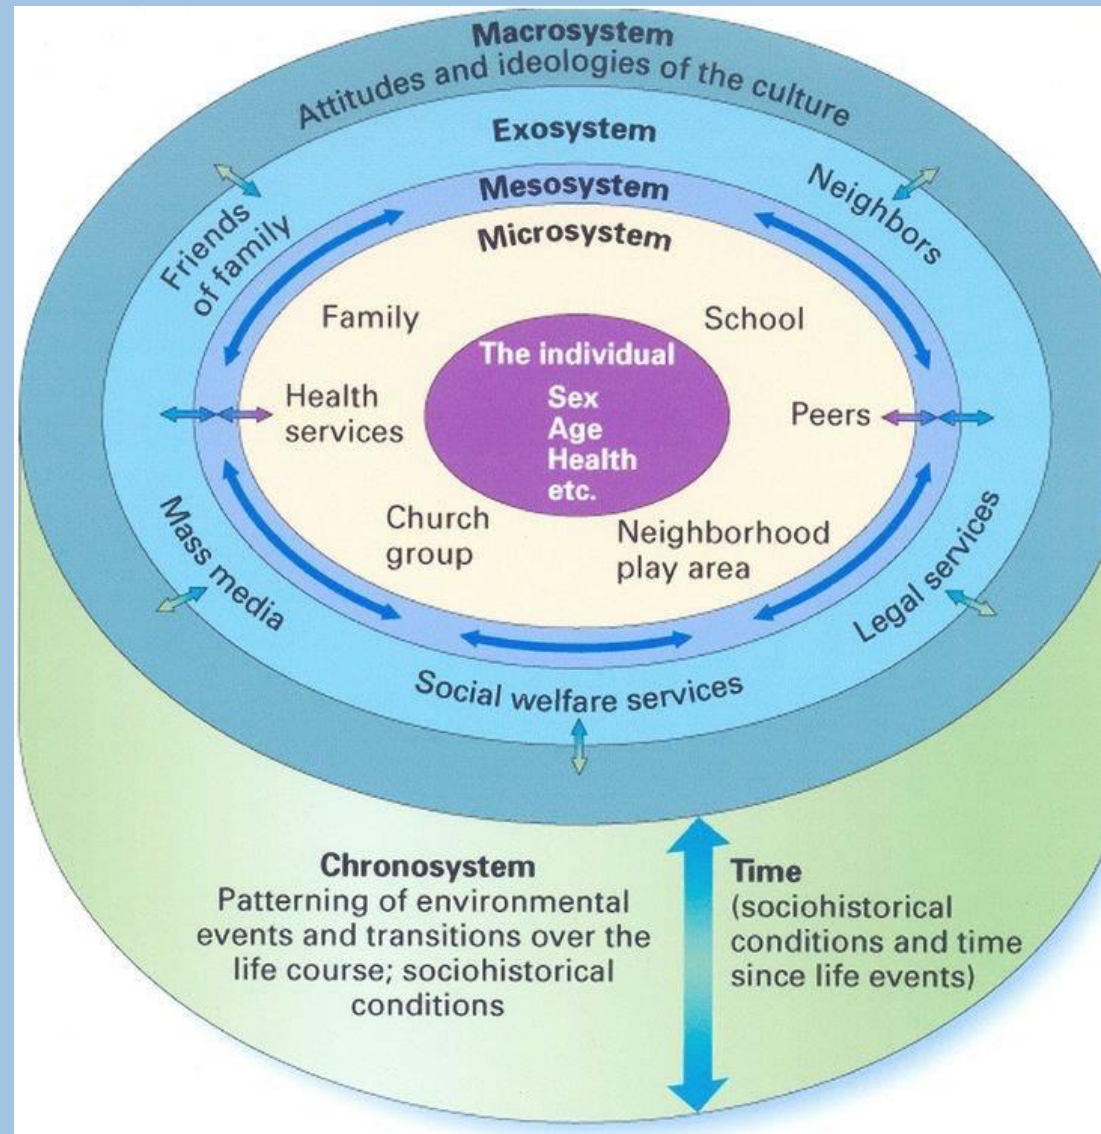 Macrosystem
Attitudes and ideologies of the culture
Exosystem
Mesosystem
Microsystem
Friends
of family
Neighbors
Family
School
The individual
Sex
Age
Health
etc.
Health
services
Peers
Church
group
Neighborhood
play area
Mass media
Legal services
Social welfare services
Chronosystem
Patterning of environmental
events and transitions over the
life course; sociohistorical
conditions
Time
(sociohistorical
conditions and time
since life events)